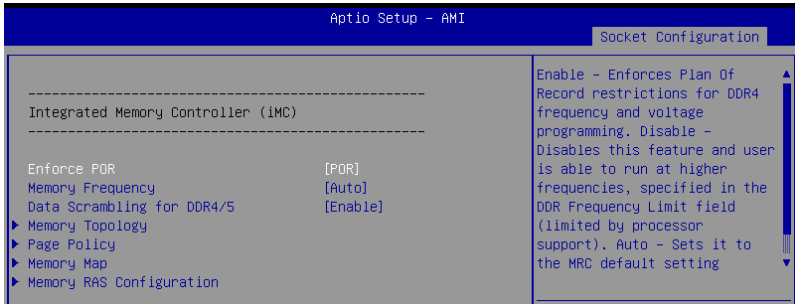 Aptio Setup – AMI
Socket Configuration
------------------------------------------------
Integrated Memory Controller (iMC)
------------------------------------------------
Enforce POR [POR]
Memory Frequency [Auto]
Data Scrambling for DDR4/5 [Enable]
Memory Topology
Page Policy
Memory Map
Memory RAS Configuration
Enable – Enforces Plan Of
Record restrictions for DDR4
frequency and voltage
programming. Disable –
Disables this feature and user
is able to run at higher
frequencies, specified in the
DDR Frequency Limit field
(limited by processor
support). Auto – Sets it to
the MRC default setting